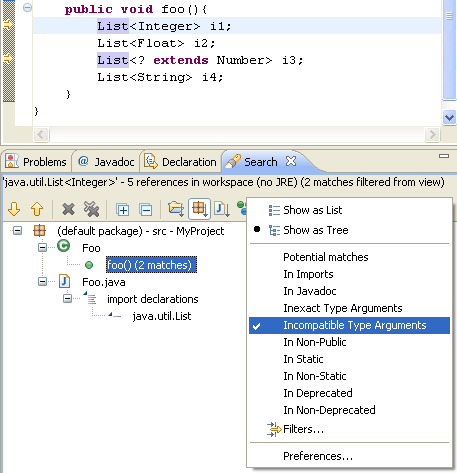 public void foo(){
List<Integer> i1;
List<Float> i2;
List<? extends Number> i3;
List<String> i4;
}
}
Problems @ Javadoc Declaration Search
'java.util.List<Integer>' - 5 references in workspace (no JRE) (2 matches filtered from view)
(default package) - src - MyProject
Foo
foo() (2 matches)
Foo.java
import declarations
java.util.List
Show as List
Show as Tree
Potential matches
In Imports
In Javadoc
Inexact Type Arguments
Incompatible Type Arguments
In Non-Public
In Static
In Non-Static
In Deprecated
In Non-Deprecated
Filters...
Preferences...